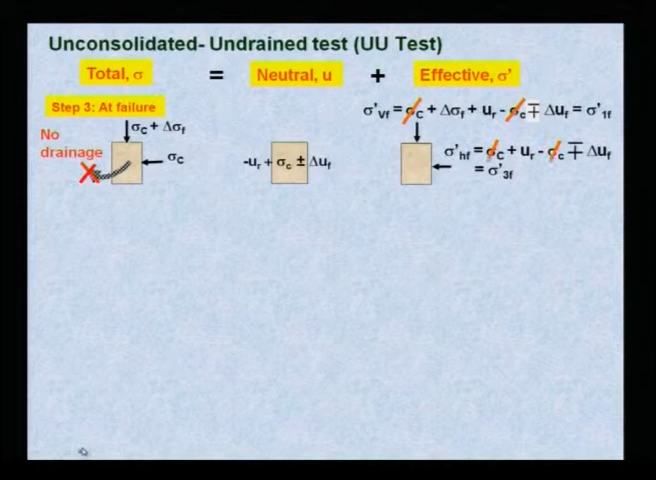 Unconsolidated- Undrained test (UU Test)
Total, σ = Neutral, u + Effective, σ'
Step 3: At failure
No drainage
σC + Δσf
σC
-ur + σc ± Δuf
σ'vf = σC + Δσf + ur - σc ∓ Δuf = σ'1f
σ'hf = σC + ur - σc ∓ Δuf
= σ'3f